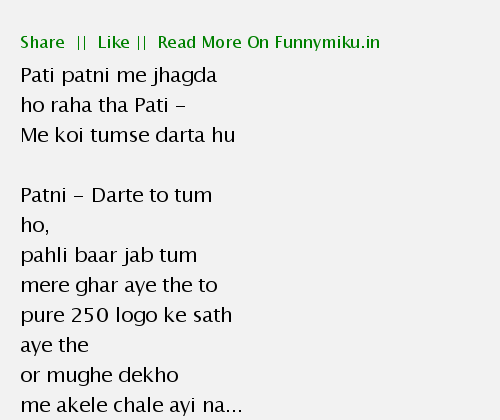 Share || Like || Read More On Funnymiku.in
Pati patni me jhagda
ho raha tha Pati –
Me koi tumse darta hu
Patni – Darte to tum
ho,
pahli baar jab tum
mere ghar aye the to
pure 250 logo ke sath
aye the
or mughe dekho
me akele chale ayi na...